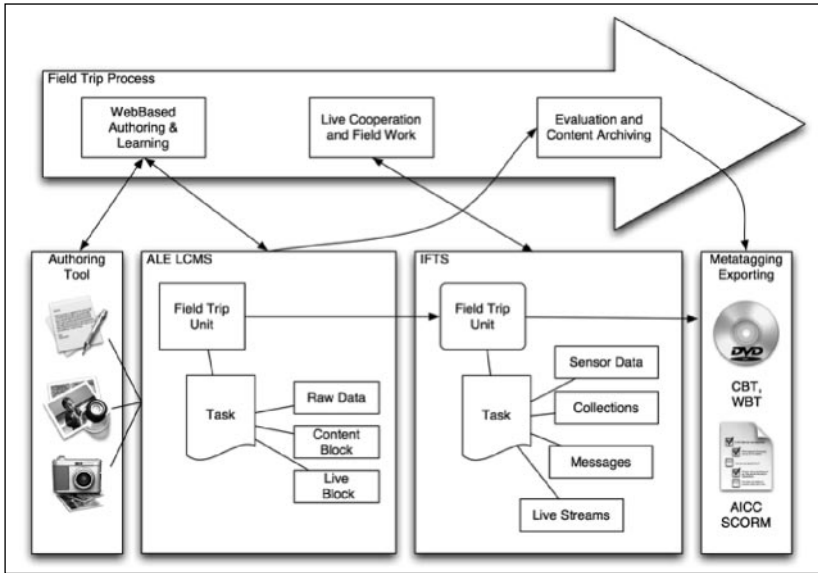 Field Trip Process
WebBased
Authoring &
Learning
Live Cooperation
and Field Work
Evaluation and
Content Archiving
Authoring
Tool
ALE LCMS
Field Trip
Unit
Task
Raw Data
Content
Block
Live
Block
IFTS
Field Trip
Unit
Task
Sensor Data
Collections
Messages
Live Streams
Metatagging
Exporting
DVD
CBT,
WBT
AICC
SCORM